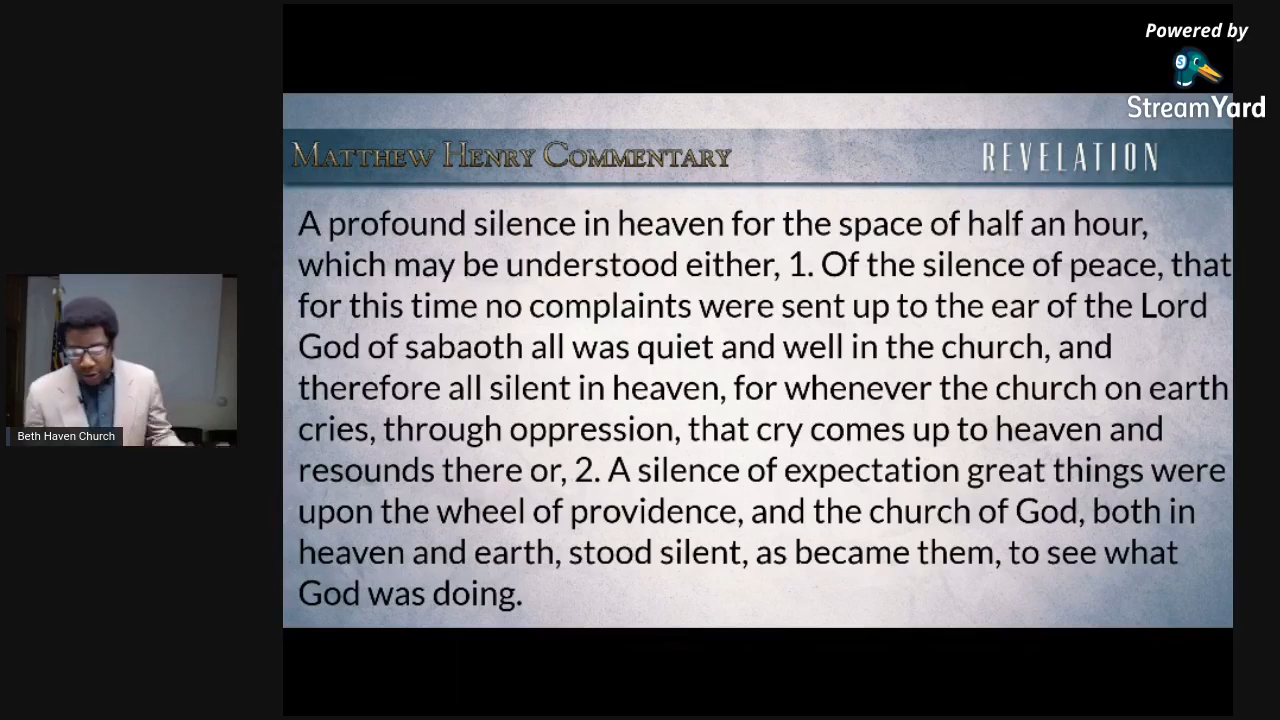 Powered by
StreamYard
MATTHEW HENRY COMMENTARY
REVELATION
A profound silence in heaven for the space of half an hour,
which may be understood either, 1. Of the silence of peace, that
for this time no complaints were sent up to the ear of the Lord
God of sabaoth all was quiet and well in the church, and
therefore all silent in heaven, for whenever the church on earth
cries, through oppression, that cry comes up to heaven and
resounds there or, 2. A silence of expectation great things were
upon the wheel of providence, and the church of God, both in
heaven and earth, stood silent, as became them, to see what
God was doing.
Beth Haven Church